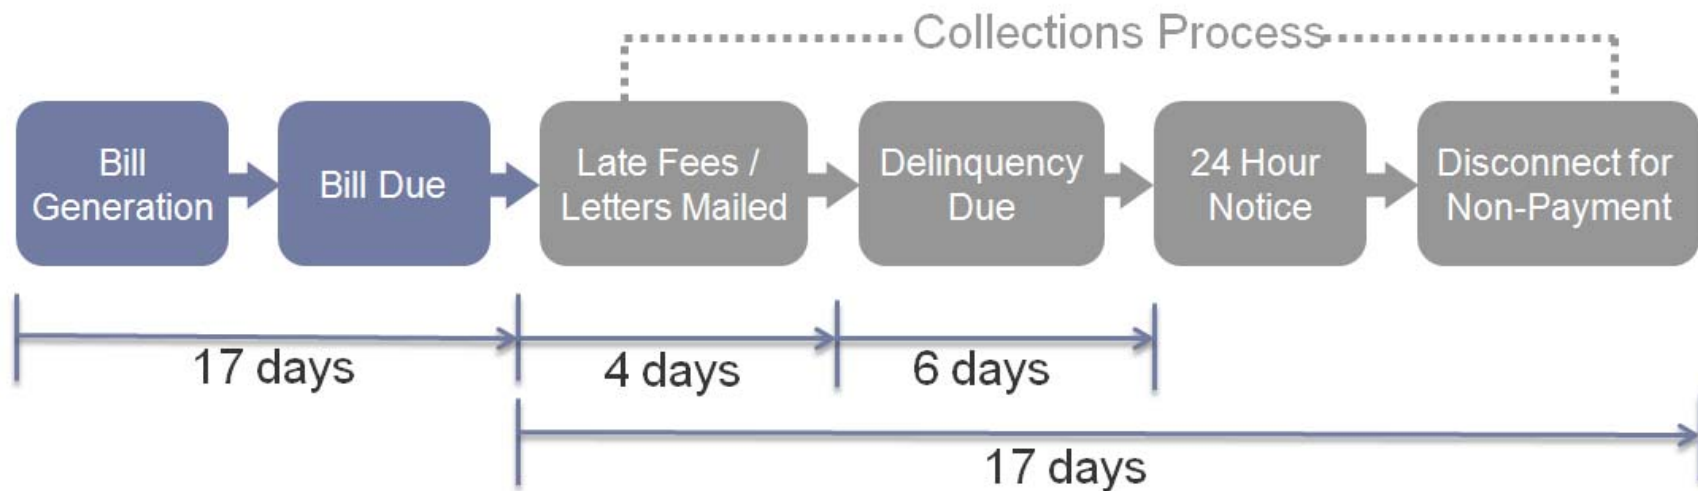 Collections Process
Bill
Generation
Bill Due
Late Fees /
Letters Mailed
Delinquency
Due
24 Hour
Notice
Disconnect for
Non-Payment
17 days
4 days
6 days
17 days